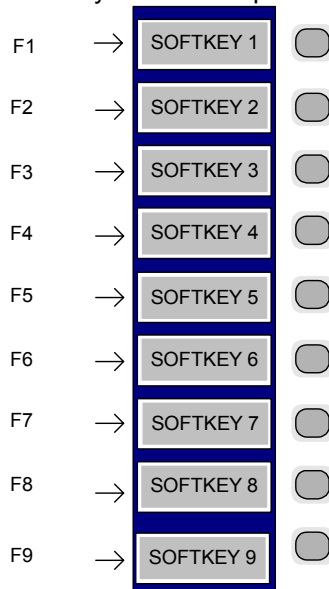 F1 → SOFTKEY 1
F2 → SOFTKEY 2
F3 → SOFTKEY 3
F4 → SOFTKEY 4
F5 → SOFTKEY 5
F6 → SOFTKEY 6
F7 → SOFTKEY 7
F8 → SOFTKEY 8
F9 → SOFTKEY 9